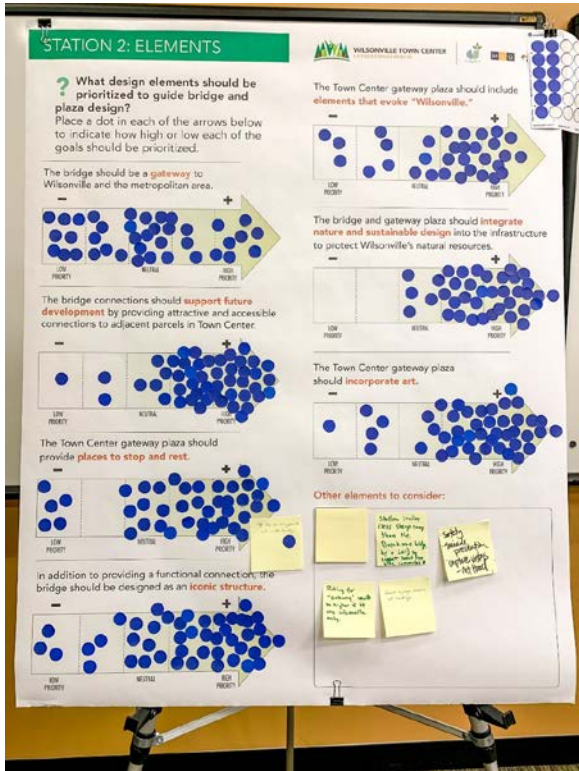 STATION 2: ELEMENTS
? What design elements should be
prioritized to guide bridge and
plaza design?
Place a dot in each of the arrows below
to indicate how high or low each of the
goals should be prioritized.
The bridge should be a gateway to
Wilsonville and the metropolitan area.
LOW PRIORITY
NEUTRAL
HIGH PRIORITY
The bridge connections should support future
development by providing attractive and accessible
connections to adjacent parcels in Town Center.
LOW PRIORITY
NEUTRAL
HIGH PRIORITY
The Town Center gateway plaza should
provide places to stop and rest.
LOW PRIORITY
NEUTRAL
HIGH PRIORITY
In addition to providing a functional connection, the
bridge should be designed as an iconic structure.
LOW PRIORITY
NEUTRAL
HIGH PRIORITY
WILSONVILLE TOWN CENTER
The Town Center gateway plaza should include
elements that evoke "Wilsonville."
LOW PRIORITY
NEUTRAL
HIGH PRIORITY
The bridge and gateway plaza should integrate
nature and sustainable design into the infrastructure
to protect Wilsonville's natural resources.
LOW PRIORITY
NEUTRAL
HIGH PRIORITY
The Town Center gateway plaza
should incorporate art.
LOW PRIORITY
NEUTRAL
HIGH PRIORITY
Other elements to consider:
Safety
suicide
prevention